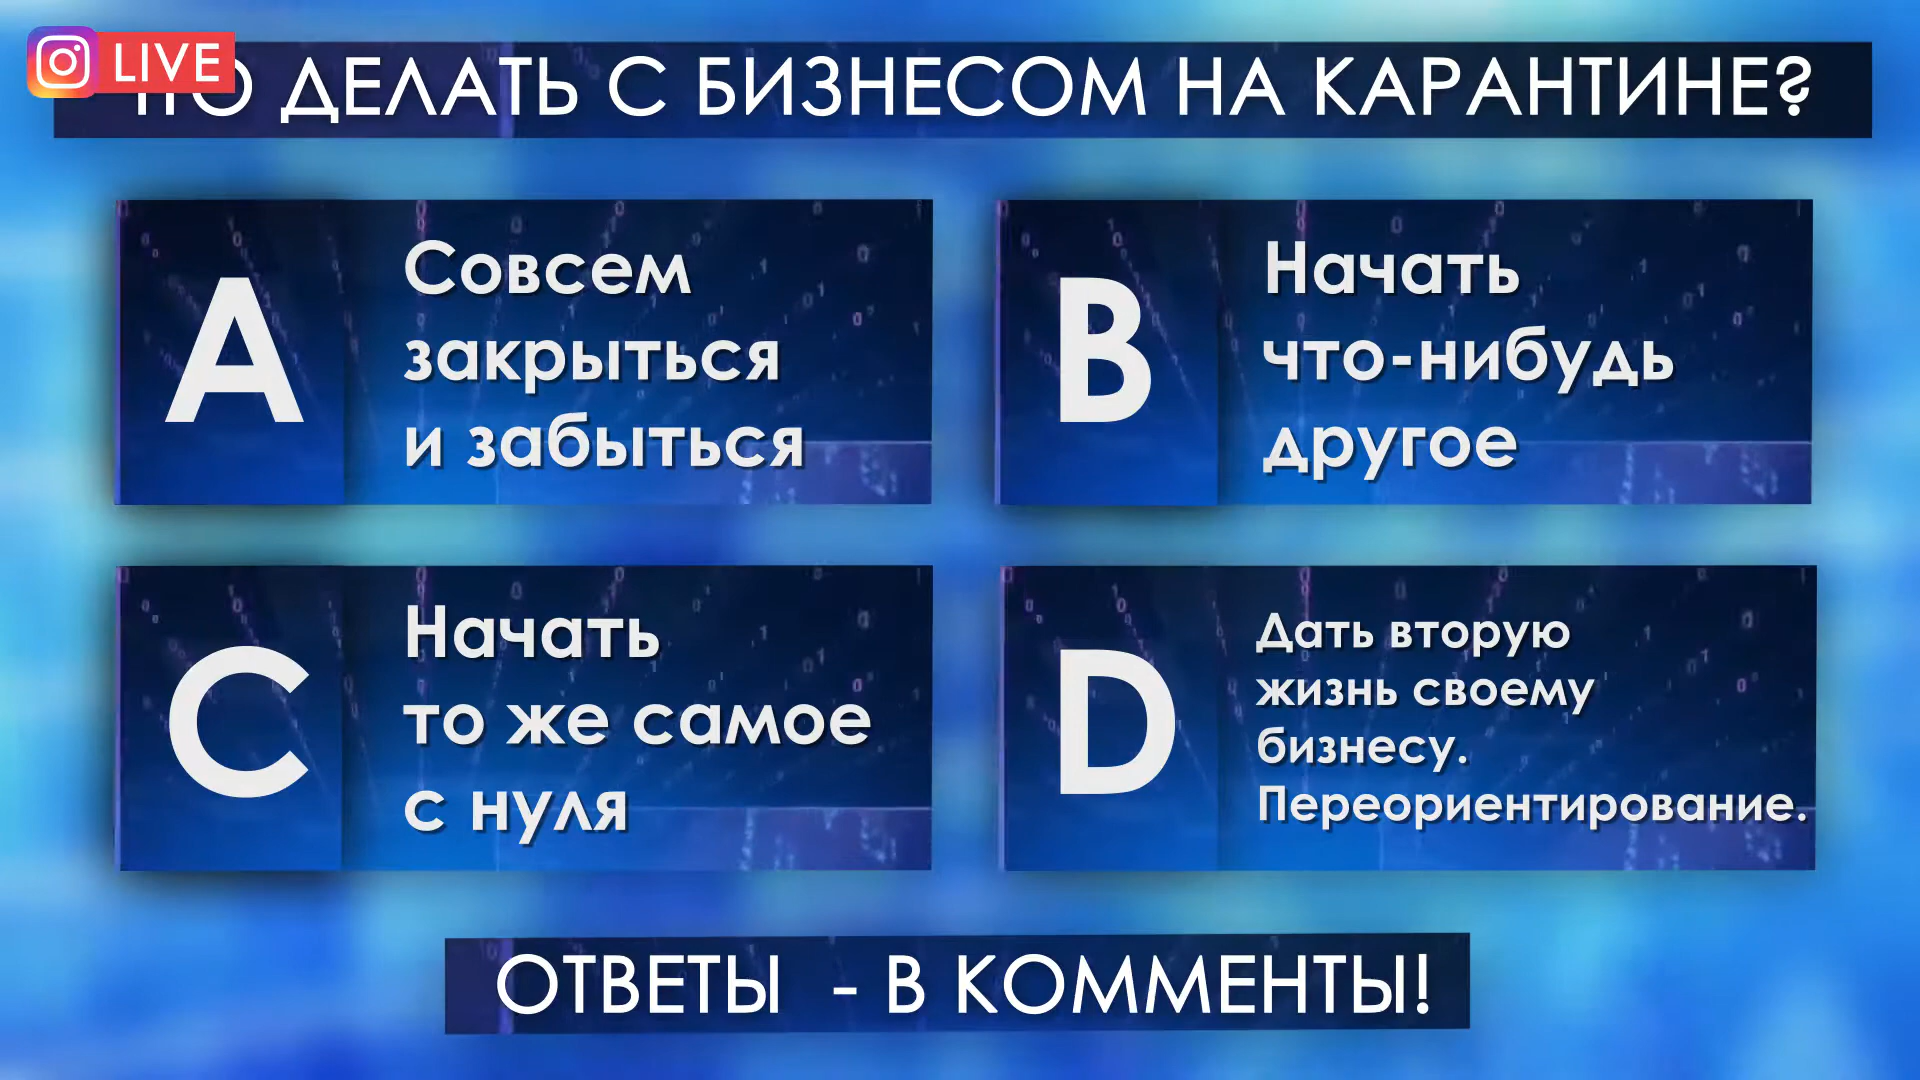 LIVE
ДЕЛАТЬ С БИЗНЕСОМ НА КАРАНТИНЕ?
A
Совсем
закрыться
и забыться
B
Начать
что-нибудь
другое
C
Начать
то же самое
с нуля
D
Дать вторую
жизнь своему
бизнесу.
Переориентирование.
ОТВЕТЫ - В КОММЕНТЫ!